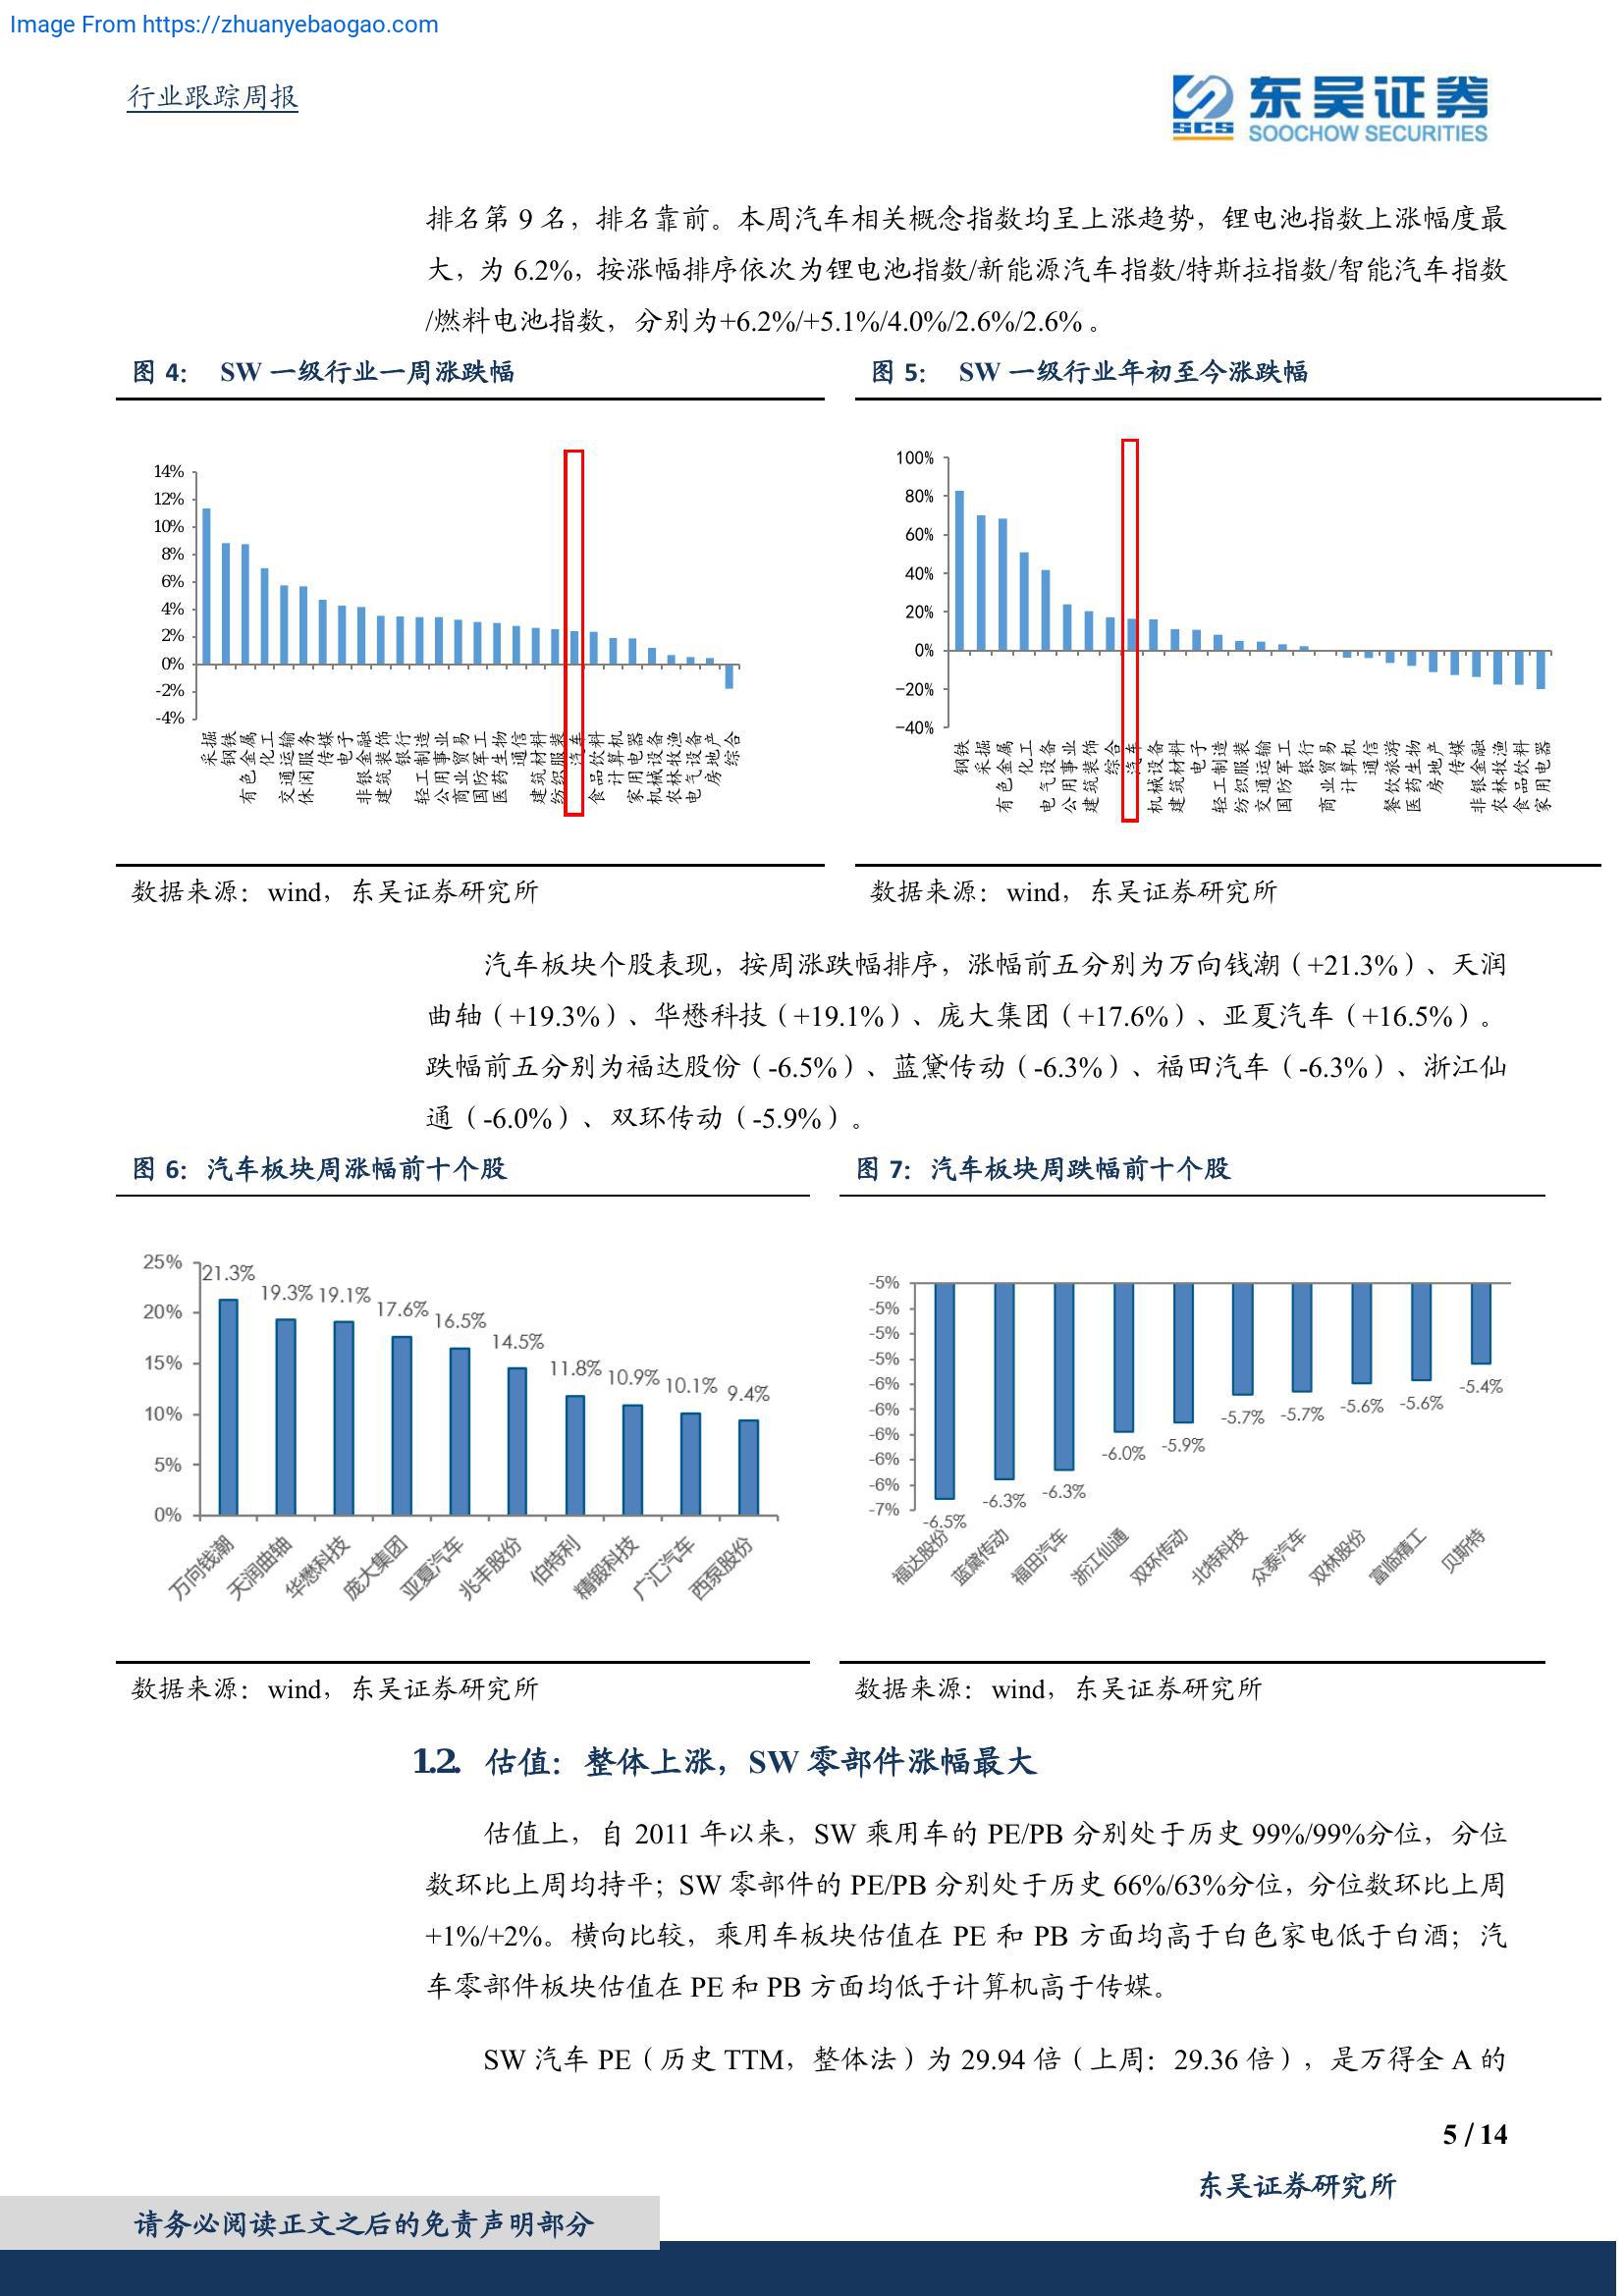 Image From https://zhuanyebaogao.com
行业跟踪周报
东吴证券
SCS
SOOCHOW SECURITIES
排名第 9 名，排名靠前。本周汽车相关概念指数均呈上涨趋势，锂电池指数上涨幅度最
大，为 6.2%，按涨幅排序依次为锂电池指数/新能源汽车指数/特斯拉指数/智能汽车指数
/燃料电池指数，分别为+6.2%/+5.1%/4.0%/2.6%/2.6% 。
图 4： SW 一级行业一周涨跌幅
14%
12%
10%
8%
6%
4%
2%
0%
-2%
-4%
采掘
钢铁
有色金属
化工
交通运输
休闲服务
传媒
电子
非银金融
建筑装饰
银行
轻工制造
公用事业
商业贸易
国防军工
医药生物
通信
建筑材料
纺织服装
汽车
食品饮料
计算机
家用电器
机械设备
农林牧渔
电气设备
房地产
综合
数据来源：wind，东吴证券研究所
图 5： SW 一级行业年初至今涨跌幅
100%
80%
60%
40%
20%
0%
-20%
-40%
钢铁
采掘
有色金属
化工
电气设备
公用事业
建筑装饰
综合
汽车
机械设备
建筑材料
电子
轻工制造
纺织服装
交通运输
国防军工
银行
商业贸易
计算机
通信
餐饮旅游
医药生物
房地产
传媒
非银金融
农林牧渔
食品饮料
家用电器
数据来源：wind，东吴证券研究所
汽车板块个股表现，按周涨跌幅排序，涨幅前五分别为万向钱潮（+21.3%）、天润
曲轴（+19.3%）、华懋科技（+19.1%）、庞大集团（+17.6%）、亚夏汽车（+16.5%）。
跌幅前五分别为福达股份（-6.5%）、蓝黛传动（-6.3%）、福田汽车（-6.3%）、浙江仙
通（-6.0%）、双环传动（-5.9%）。
图 6：汽车板块周涨幅前十个股
25%
20%
15%
10%
5%
0%
21.3%
19.3%
19.1%
17.6%
16.5%
14.5%
11.8%
10.9%
10.1%
9.4%
万向钱潮
天润曲轴
华懋科技
庞大集团
亚夏汽车
兆丰股份
伯特利
精锻科技
广汇汽车
西泵股份
数据来源：wind，东吴证券研究所
图 7：汽车板块周跌幅前十个股
-5%
-5%
-5%
-5%
-6%
-6%
-6%
-6%
-6%
-7%
-6.5%
-6.3%
-6.3%
-6.0%
-5.9%
-5.7%
-5.7%
-5.6%
-5.6%
-5.4%
福达股份
蓝黛传动
福田汽车
浙江仙通
双环传动
北特科技
众泰汽车
双林股份
富临精工
贝斯特
数据来源：wind，东吴证券研究所
1.2. 估值：整体上涨，SW 零部件涨幅最大
估值上，自 2011 年以来，SW 乘用车的 PE/PB 分别处于历史 99%/99%分位，分位
数环比上周均持平；SW 零部件的 PE/PB 分别处于历史 66%/63%分位，分位数环比上周
+1%/+2%。横向比较，乘用车板块估值在 PE 和 PB 方面均高于白色家电低于白酒；汽
车零部件板块估值在 PE 和 PB 方面均低于计算机高于传媒。
SW 汽车 PE（历史 TTM，整体法）为 29.94 倍（上周：29.36 倍），是万得全 A 的
5 / 14
东吴证券研究所
请务必阅读正文之后的免责声明部分